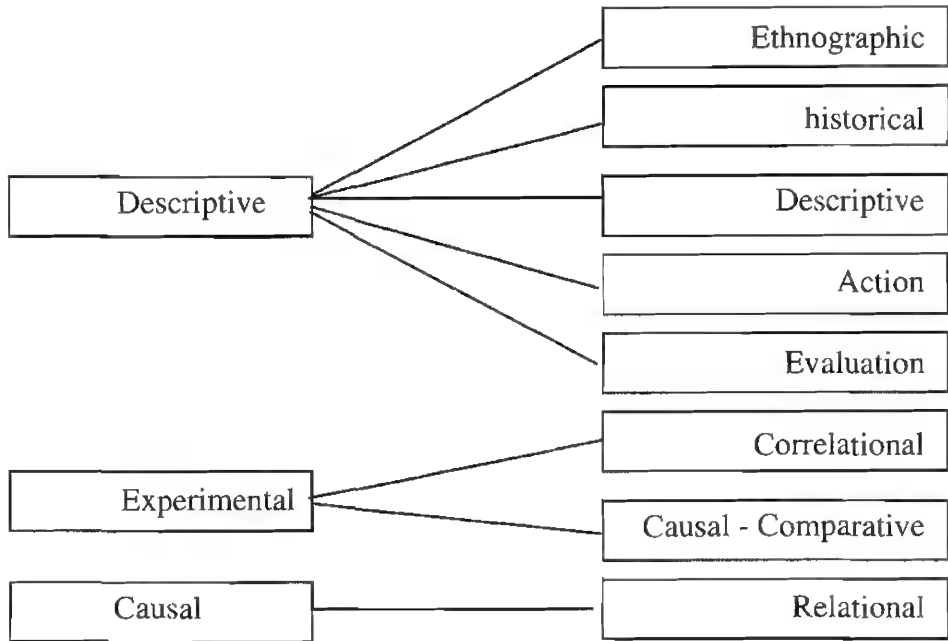 Ethnographic
historical
Descriptive
Descriptive
Action
Evaluation
Correlational
Experimental
Causal - Comparative
Causal
Relational